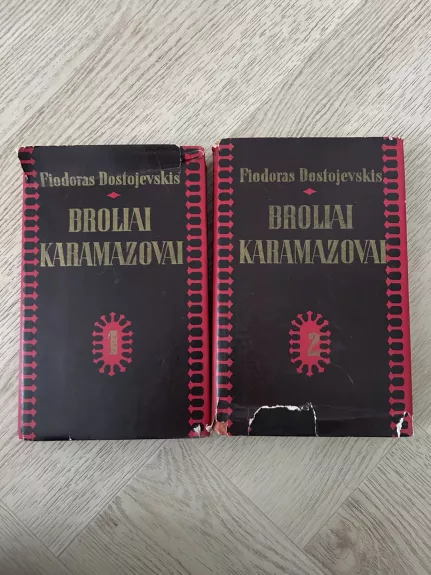 Fiodoras Dostojevskis
BROLIAI
KARAMAZOVAI
1
Fiodoras Dostojevskis
BROLIAI
KARAMAZOVAI
2